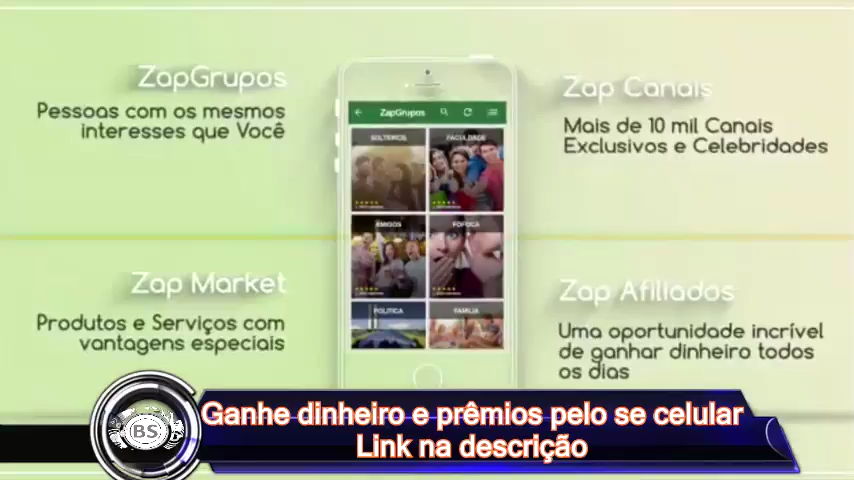 ZapGrupos
Pessoas com os mesmos
interesses que Você
Zap Canais
Mais de 10 mil Canais
Exclusivos e Celebridades
ZapGrupos
SOLTEIROS
FACULDADE
AMIGOS
FOFOCA
POLITICA
FAMILIA
Zap Market
Produtos e Serviços com
vantagens especiais
Zap Afiliados
Uma oportunidade incrível
de ganhar dinheiro todos
os dias
BS
Ganhe dinheiro e prêmios pelo se celular
Link na descrição